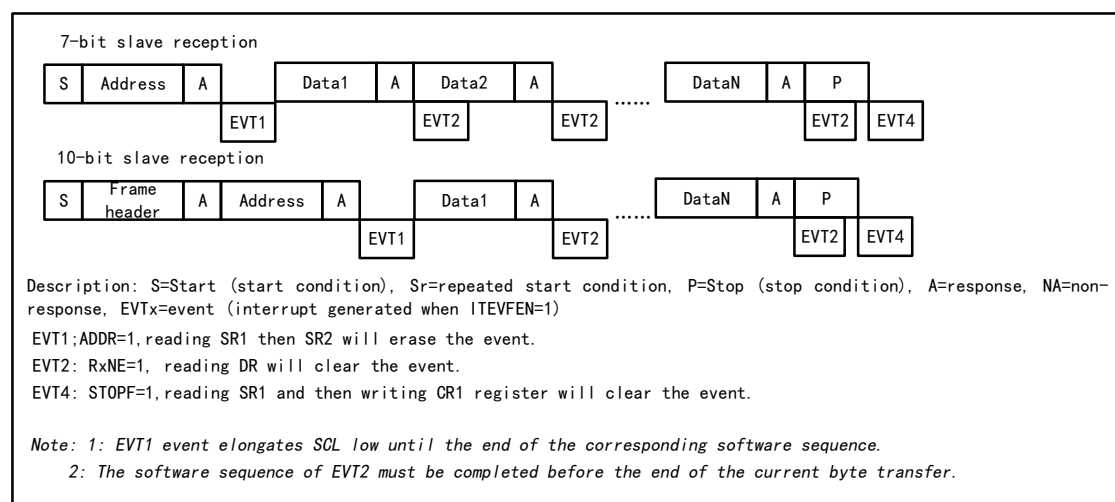 7-bit slave reception
S Address A Data1 A Data2 A ...... DataN A P
EVT1 EVT2 EVT2 EVT2 EVT4
10-bit slave reception
S Frame header A Address A Data1 A ...... DataN A P
EVT1 EVT2 EVT2 EVT4
Description: S=Start (start condition), Sr=repeated start condition, P=Stop (stop condition), A=response, NA=non-
response, EVTx=event (interrupt generated when ITEVFEN=1)
EVT1;ADDR=1,reading SR1 then SR2 will erase the event.
EVT2: RxNE=1, reading DR will clear the event.
EVT4: STOPF=1,reading SR1 and then writing CR1 register will clear the event.
Note: 1: EVT1 event elongates SCL low until the end of the corresponding software sequence.
2: The software sequence of EVT2 must be completed before the end of the current byte transfer.